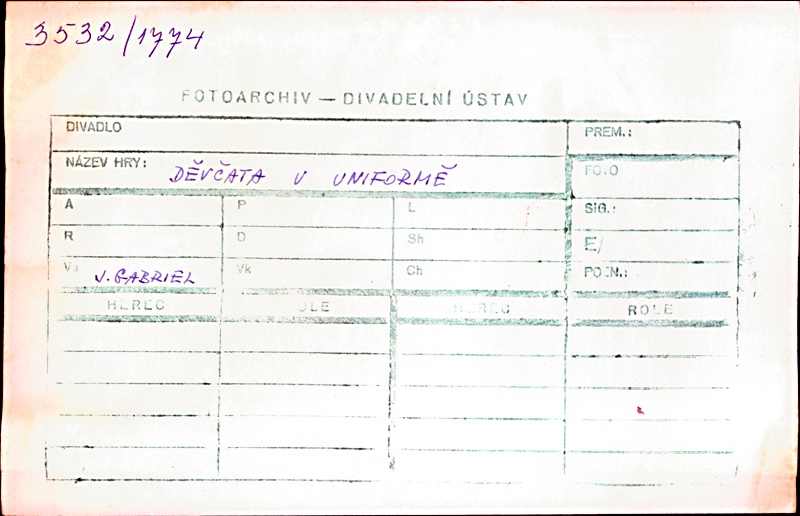 3532/1774
FOTOARCHIV — DIVADELNÍ ÚSTAV
DIVADLO PREM.:
NÁZEV HRY: DĚVČATA V UNIFORMĚ FOTO
A P L SIG.:
R D Sh E/
J. GABRIEL Vk Ch POZN.:
HEREC ROLE HEREC ROLE